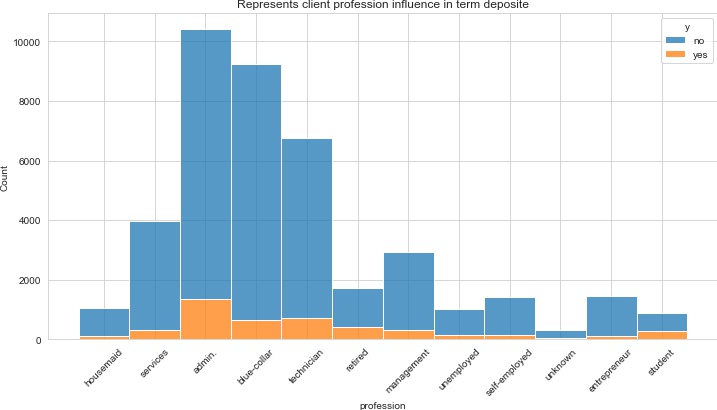 Represents client profession influence in term deposite
y
no
yes
10000
8000
6000
4000
2000
0
Count
housemaid
services
admin.
blue-collar
technician
retired
management
unemployed
self-employed
unknown
entrepreneur
student
profession